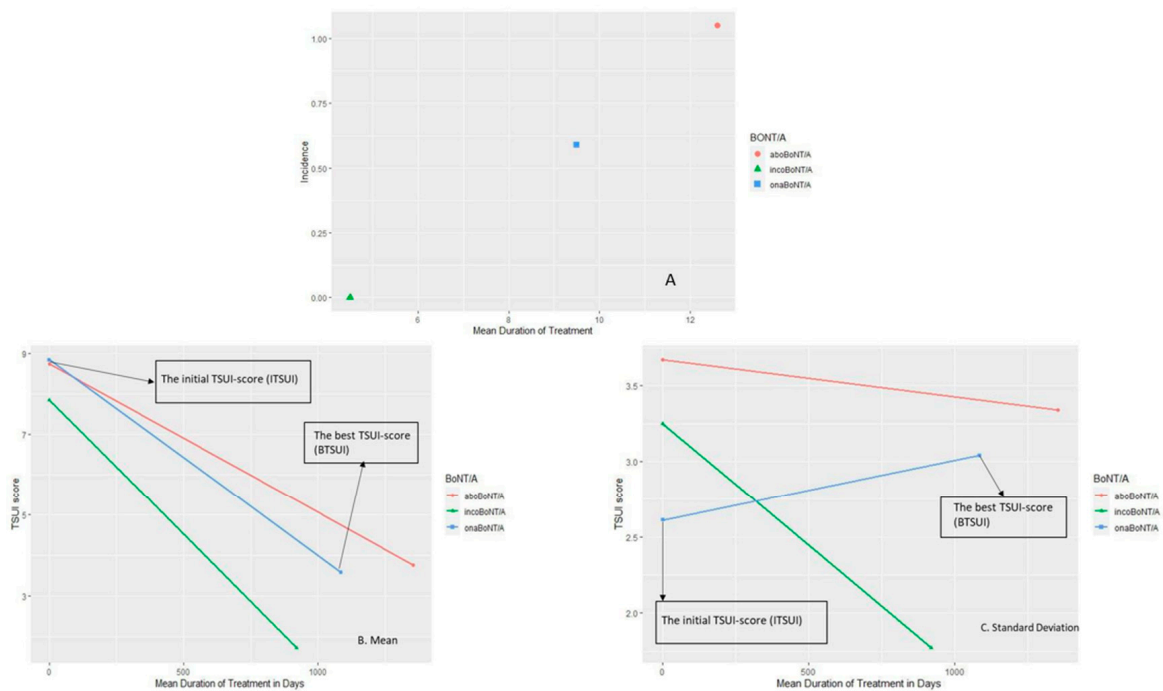 1.00
0.75
0.50
0.25
0.00
Incidence
6
8
10
12
Mean Duration of Treatment
A
BONT/A
aboBoNT/A
incoBoNT/A
onaBoNT/A
9
7
5
3
TSUI score
The initial TSUI-score (ITSUI)
The best TSUI-score
(BTSUI)
B. Mean
0
500
1000
Mean Duration of Treatment in Days
BoNT/A
aboBoNT/A
incoBoNT/A
onaBoNT/A
3.5
3.0
2.5
2.0
TSUI score
The best TSUI-score
(BTSUI)
The initial TSUI-score (ITSUI)
C. Standard Deviation
0
500
1000
Mean Duration of Treatment in Days
BoNT/A
aboBoNT/A
incoBoNT/A
onaBoNT/A